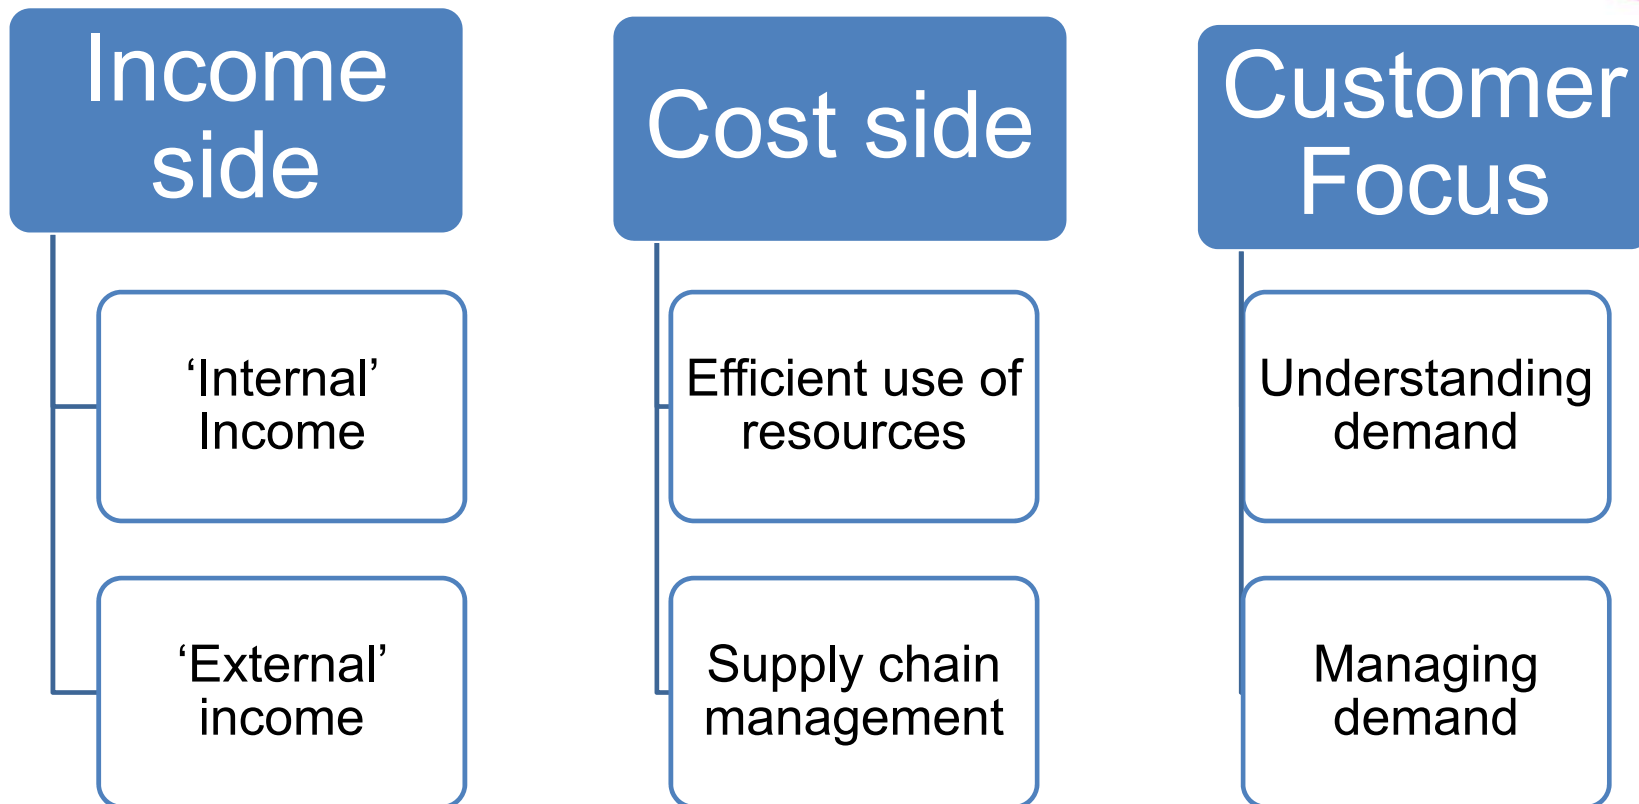 Income
side
‘Internal’
Income
‘External’
income
Cost side
Efficient use of
resources
Supply chain
management
Customer
Focus
Understanding
demand
Managing
demand